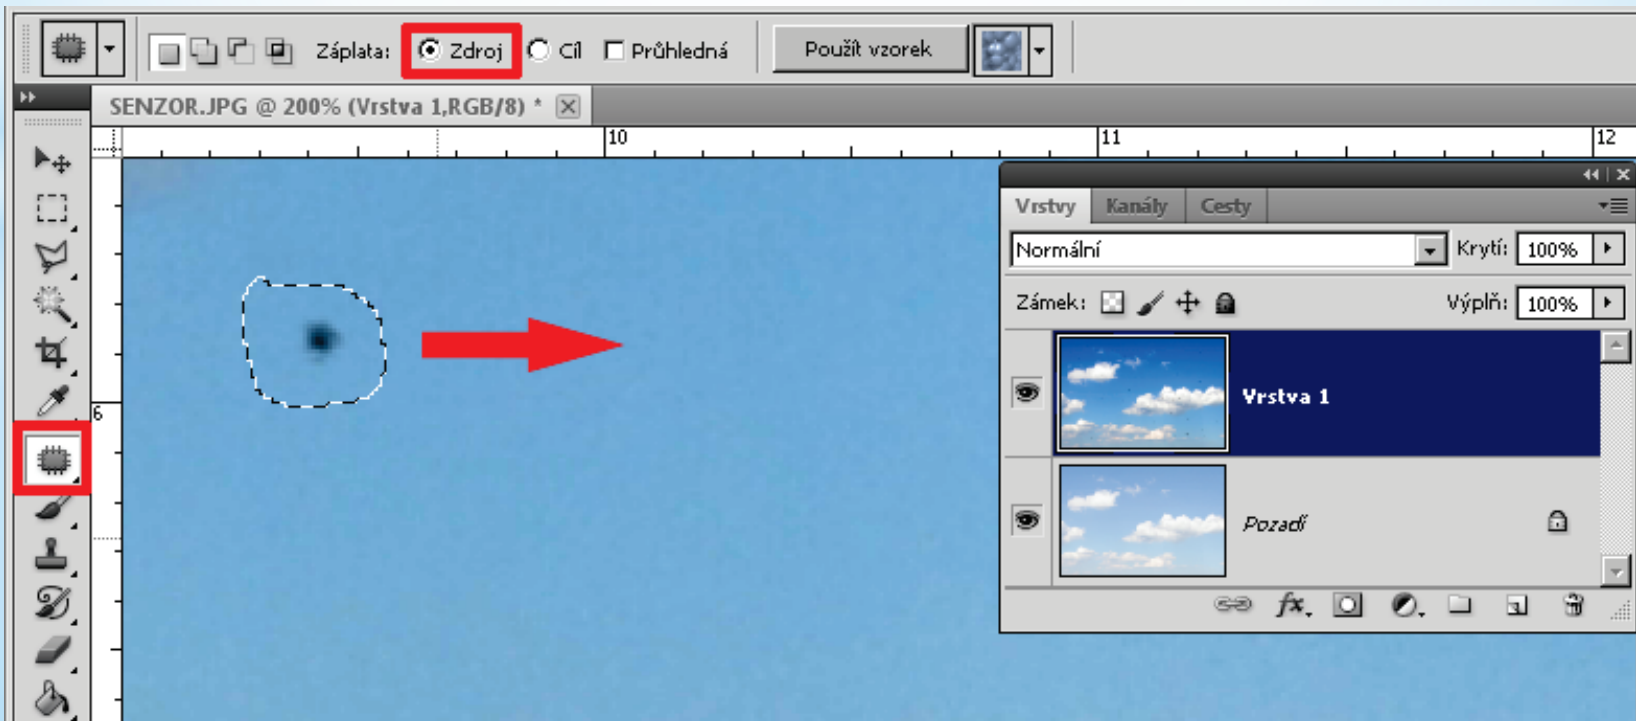 Záplata: Zdroj Cíl Průhledná Použít vzorek
SENZOR.JPG @ 200% (Vrstva 1,RGB/8) *
10 11 12
6
Vrstvy Kanály Cesty
Normální Krytí: 100%
Zámek: Výplň: 100%
Vrstva 1
Pozadí
fx.